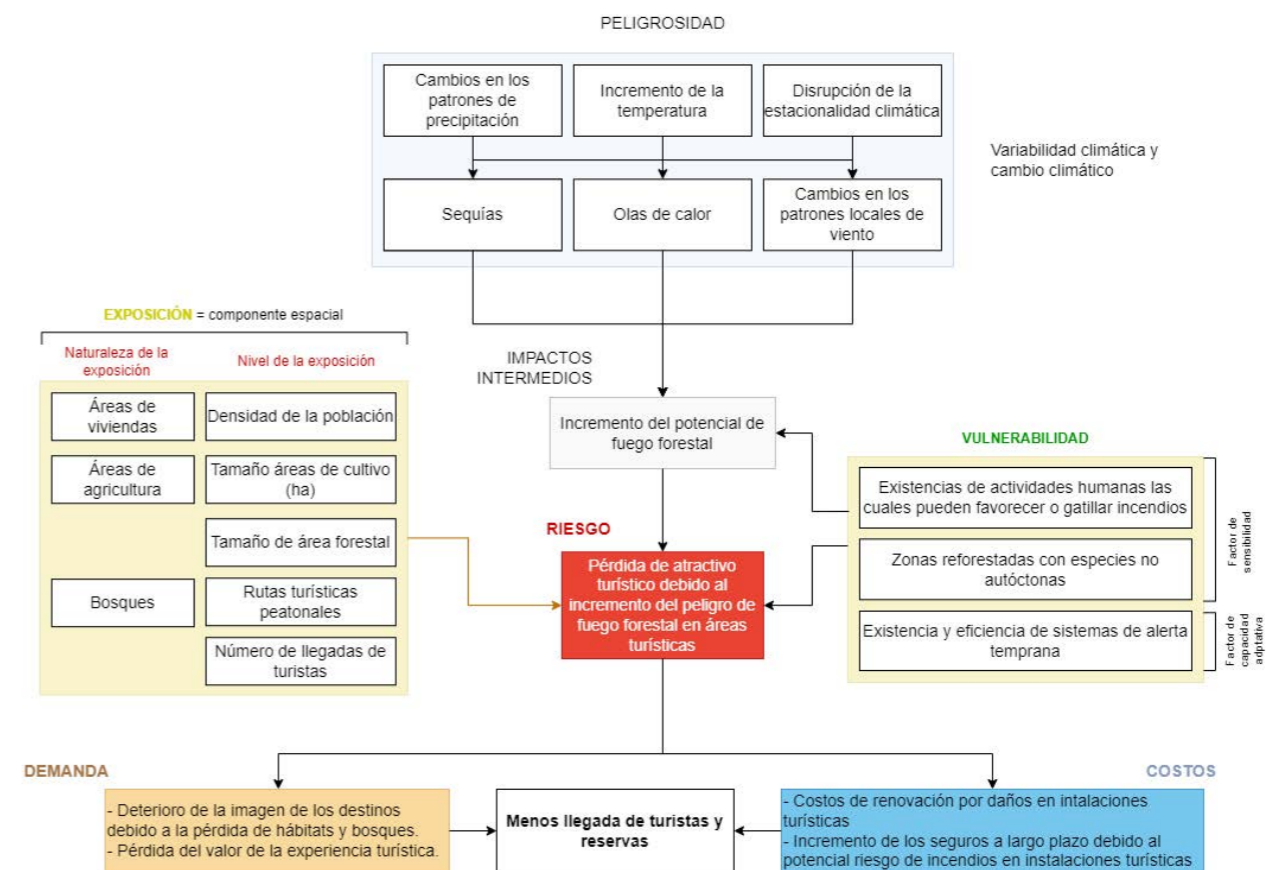 PELIGROSIDAD
Cambios en los
patrones de
precipitación
Incremento de la
temperatura
Disrupción de la
estacionalidad climática
Variabilidad climática y
cambio climático
Sequías
Olas de calor
Cambios en los
patrones locales de
viento
EXPOSICIÓN = componente espacial
Naturaleza de la
exposición
Nivel de la exposición
Áreas de
viviendas
Densidad de la población
Áreas de
agricultura
Tamaño áreas de cultivo
(ha)
Tamaño de área forestal
Bosques
Rutas turísticas
peatonales
Número de llegadas de
turistas
IMPACTOS
INTERMEDIOS
Incremento del potencial de
fuego forestal
RIESGO
Pérdida de atractivo
turístico debido al
incremento del peligro de
fuego forestal en áreas
turísticas
VULNERABILIDAD
Existencias de actividades humanas las
cuales pueden favorecer o gatillar incendios
Zonas reforestadas con especies no
autóctonas
Existencia y eficiencia de sistemas de alerta
temprana
Factor de
sensibilidad
Factor de
capacidad
adptativa
DEMANDA
- Deterioro de la imagen de los destinos
debido a la pérdida de hábitats y bosques.
- Pérdida del valor de la experiencia turística.
Menos llegada de turistas y
reservas
COSTOS
- Costos de renovación por daños en intalaciones
turísticas
- Incremento de los seguros a largo plazo debido al
potencial riesgo de incendios en instalaciones turísticas